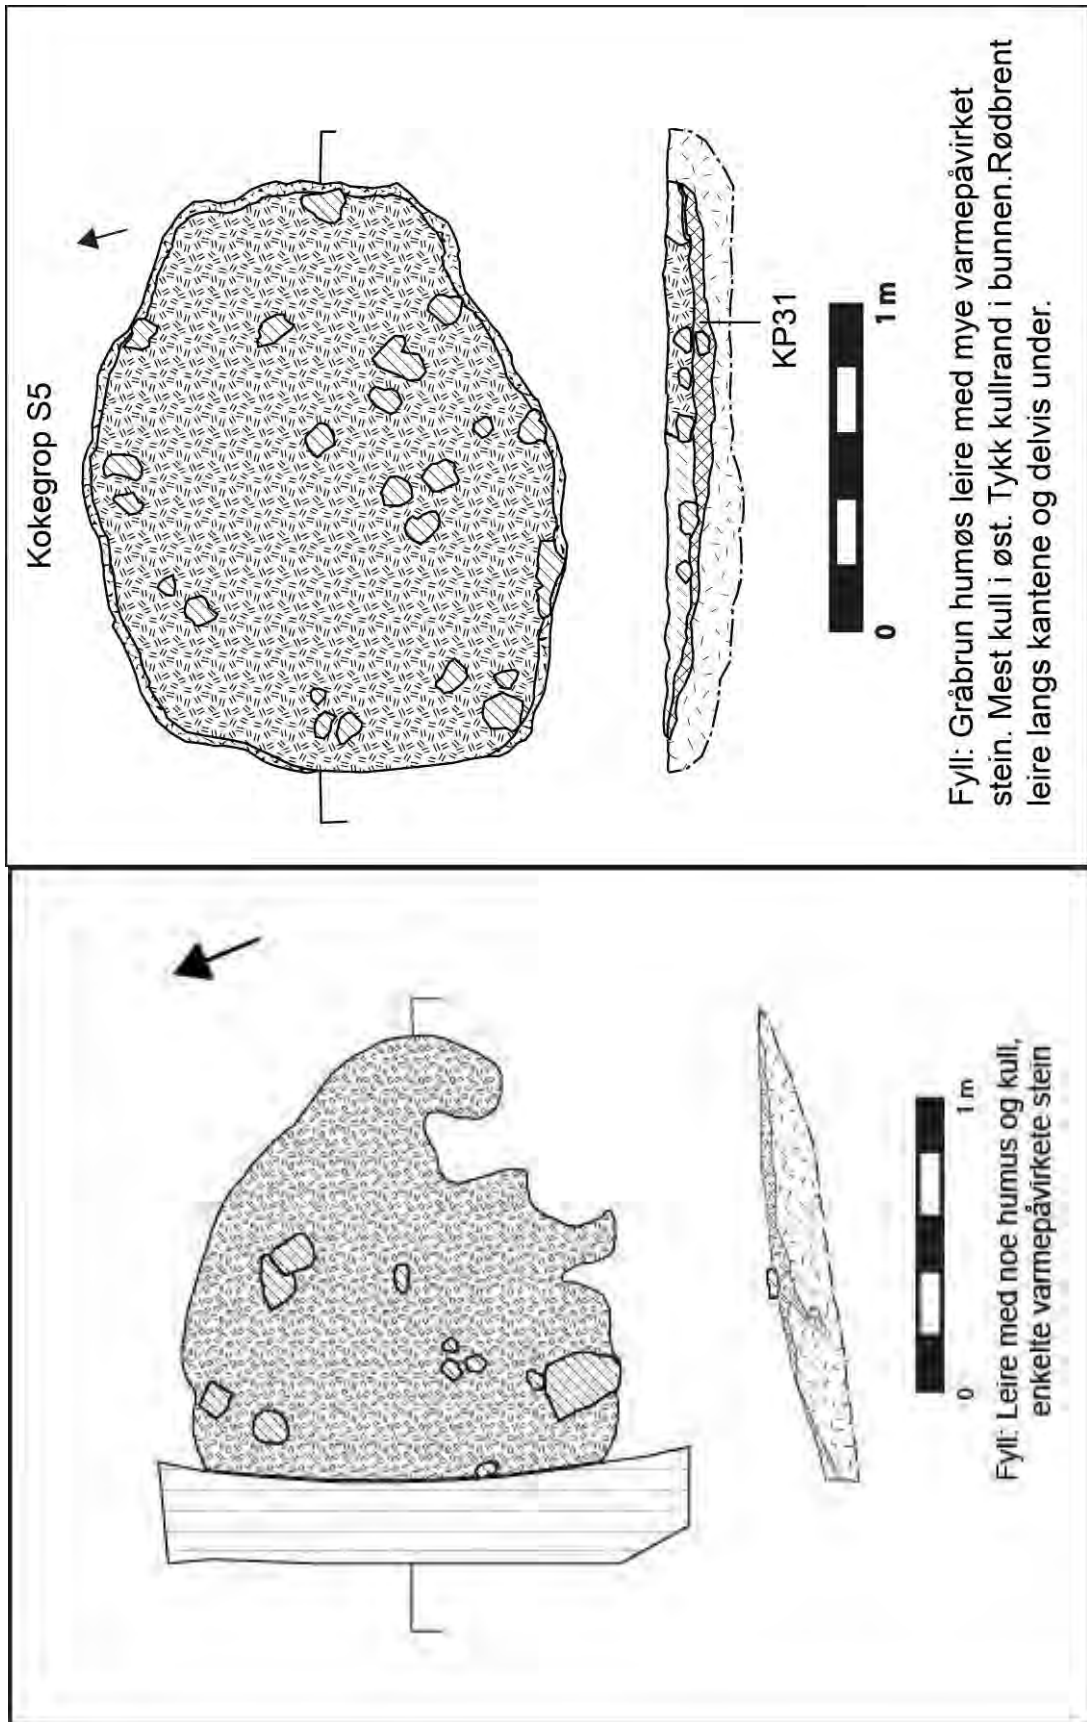 Kokegrop S5
KP31
0
1 m
Fyll: Gråbrun humøs leire med mye varmepåvirket
stein. Mest kull i øst. Tykk kullrand i bunnen.Rødbrent
leire langs kantene og delvis under.
0
1 m
Fyll: Leire med noe humus og kull,
enkelte varmepåvirkete stein